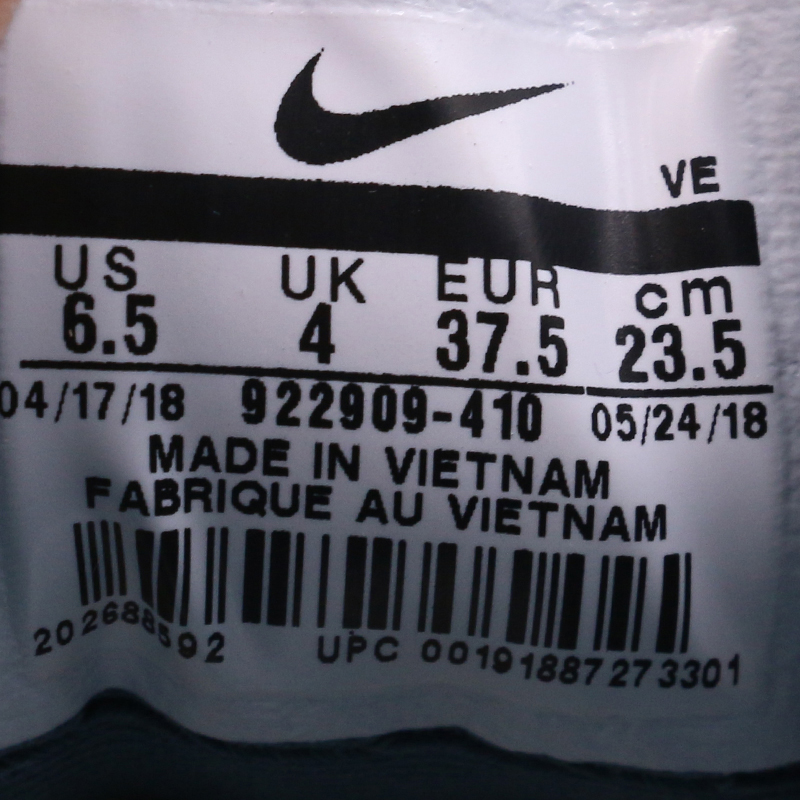 VE
US UK EUR cm
6.5 4 37.5 23.5
04/17/18 922909-410 05/24/18
MADE IN VIETNAM
FABRIQUE AU VIETNAM
2026888592 UPC 00191887273301